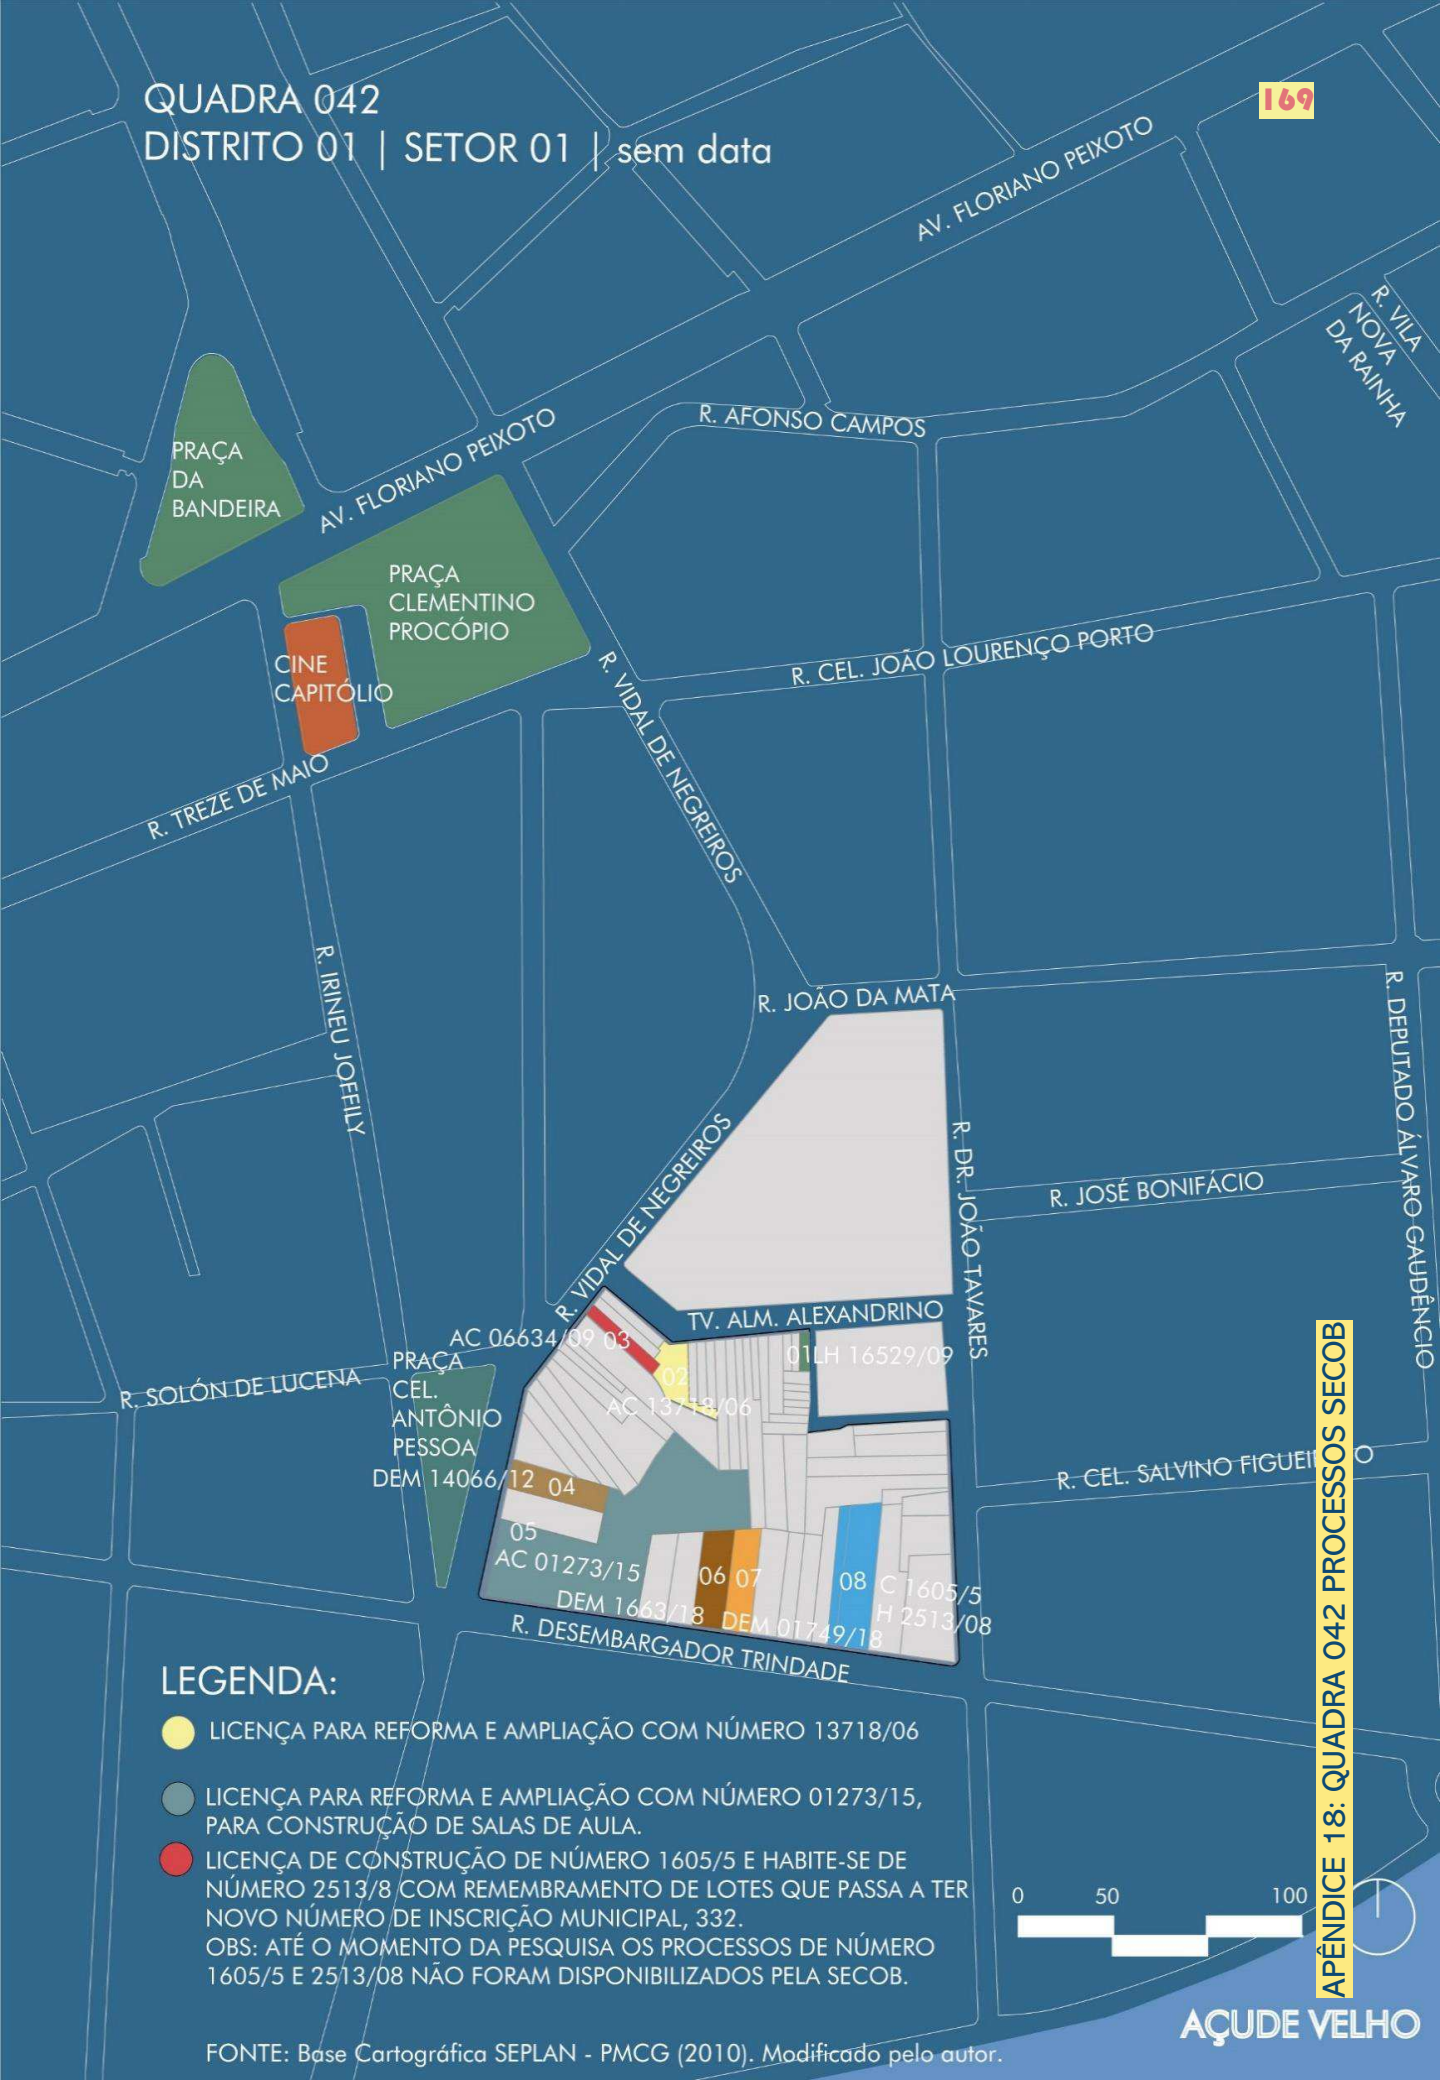 QUADRA 042
DISTRITO 01 | SETOR 01 | sem data
169
AV. FLORIANO PEIXOTO
R. VILA
NOVA
DA RAINHA
R. AFONSO CAMPOS
AV. FLORIANO PEIXOTO
PRAÇA
DA
BANDEIRA
PRAÇA
CLEMENTINO
PROCÓPIO
CINE
CAPITÓLIO
R. CEL. JOÃO LOURENÇO PORTO
R. VIDAL DE NEGREIROS
R. TREZE DE MAIO
R. IRINEU JOFFILY
R. JOÃO DA MATA
R. DEPUTADO ÁLVARO GAUDÊNCIO
R. DR. JOÃO TAVARES
R. JOSÉ BONIFÁCIO
R. VIDAL DE NEGREIROS
TV. ALM. ALEXANDRINO
AC 06634/09 03
01 LH 16529/09
02
AC 13718/06
R. SOLÓN DE LUCENA
PRAÇA
CEL.
ANTÔNIO
PESSOA
DEM 14066/12 04
R. CEL. SALVINO FIGUEI O
05
AC 01273/15
06 07
DEM 1663/18 DEM 01749/18
08 C 1605/5
H 2513/08
R. DESEMBARGADOR TRINDADE
LEGENDA:
LICENÇA PARA REFORMA E AMPLIAÇÃO COM NÚMERO 13718/06
LICENÇA PARA REFORMA E AMPLIAÇÃO COM NÚMERO 01273/15,
PARA CONSTRUÇÃO DE SALAS DE AULA.
LICENÇA DE CONSTRUÇÃO DE NÚMERO 1605/5 E HABITE-SE DE
NÚMERO 2513/8 COM REMEMBRAMENTO DE LOTES QUE PASSA A TER
NOVO NÚMERO DE INSCRIÇÃO MUNICIPAL, 332.
OBS: ATÉ O MOMENTO DA PESQUISA OS PROCESSOS DE NÚMERO
1605/5 E 2513/08 NÃO FORAM DISPONIBILIZADOS PELA SECOB.
FONTE: Base Cartográfica SEPLAN - PMCG (2010). Modificado pelo autor.
0 50 100
AÇUDE VELHO
APÊNDICE 18: QUADRA 042 PROCESSOS SECOB